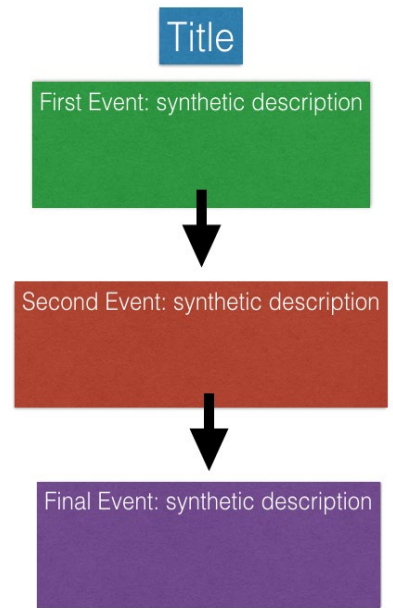 Title
First Event: synthetic description
Second Event: synthetic description
Final Event: synthetic description